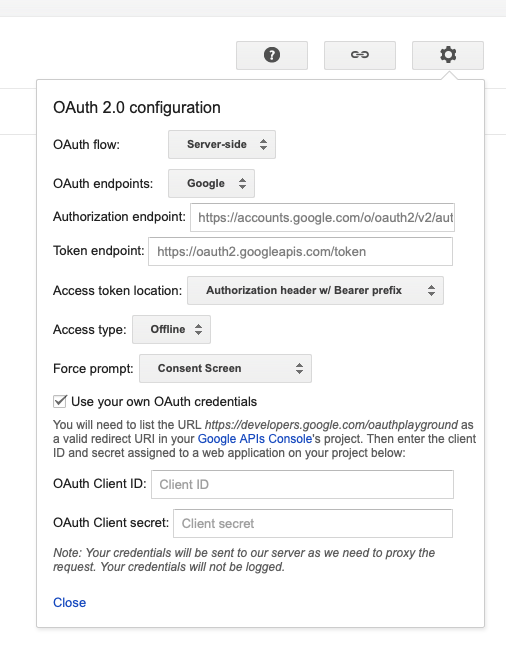 OAuth 2.0 configuration
OAuth flow: Server-side
OAuth endpoints: Google
Authorization endpoint: https://accounts.google.com/o/oauth2/v2/aut
Token endpoint: https://oauth2.googleapis.com/token
Access token location: Authorization header w/ Bearer prefix
Access type: Offline
Force prompt: Consent Screen
Use your own OAuth credentials
You will need to list the URL https://developers.google.com/oauthplayground as
a valid redirect URI in your Google APIs Console's project. Then enter the client
ID and secret assigned to a web application on your project below:
OAuth Client ID: Client ID
OAuth Client secret: Client secret
Note: Your credentials will be sent to our server as we need to proxy the
request. Your credentials will not be logged.
Close